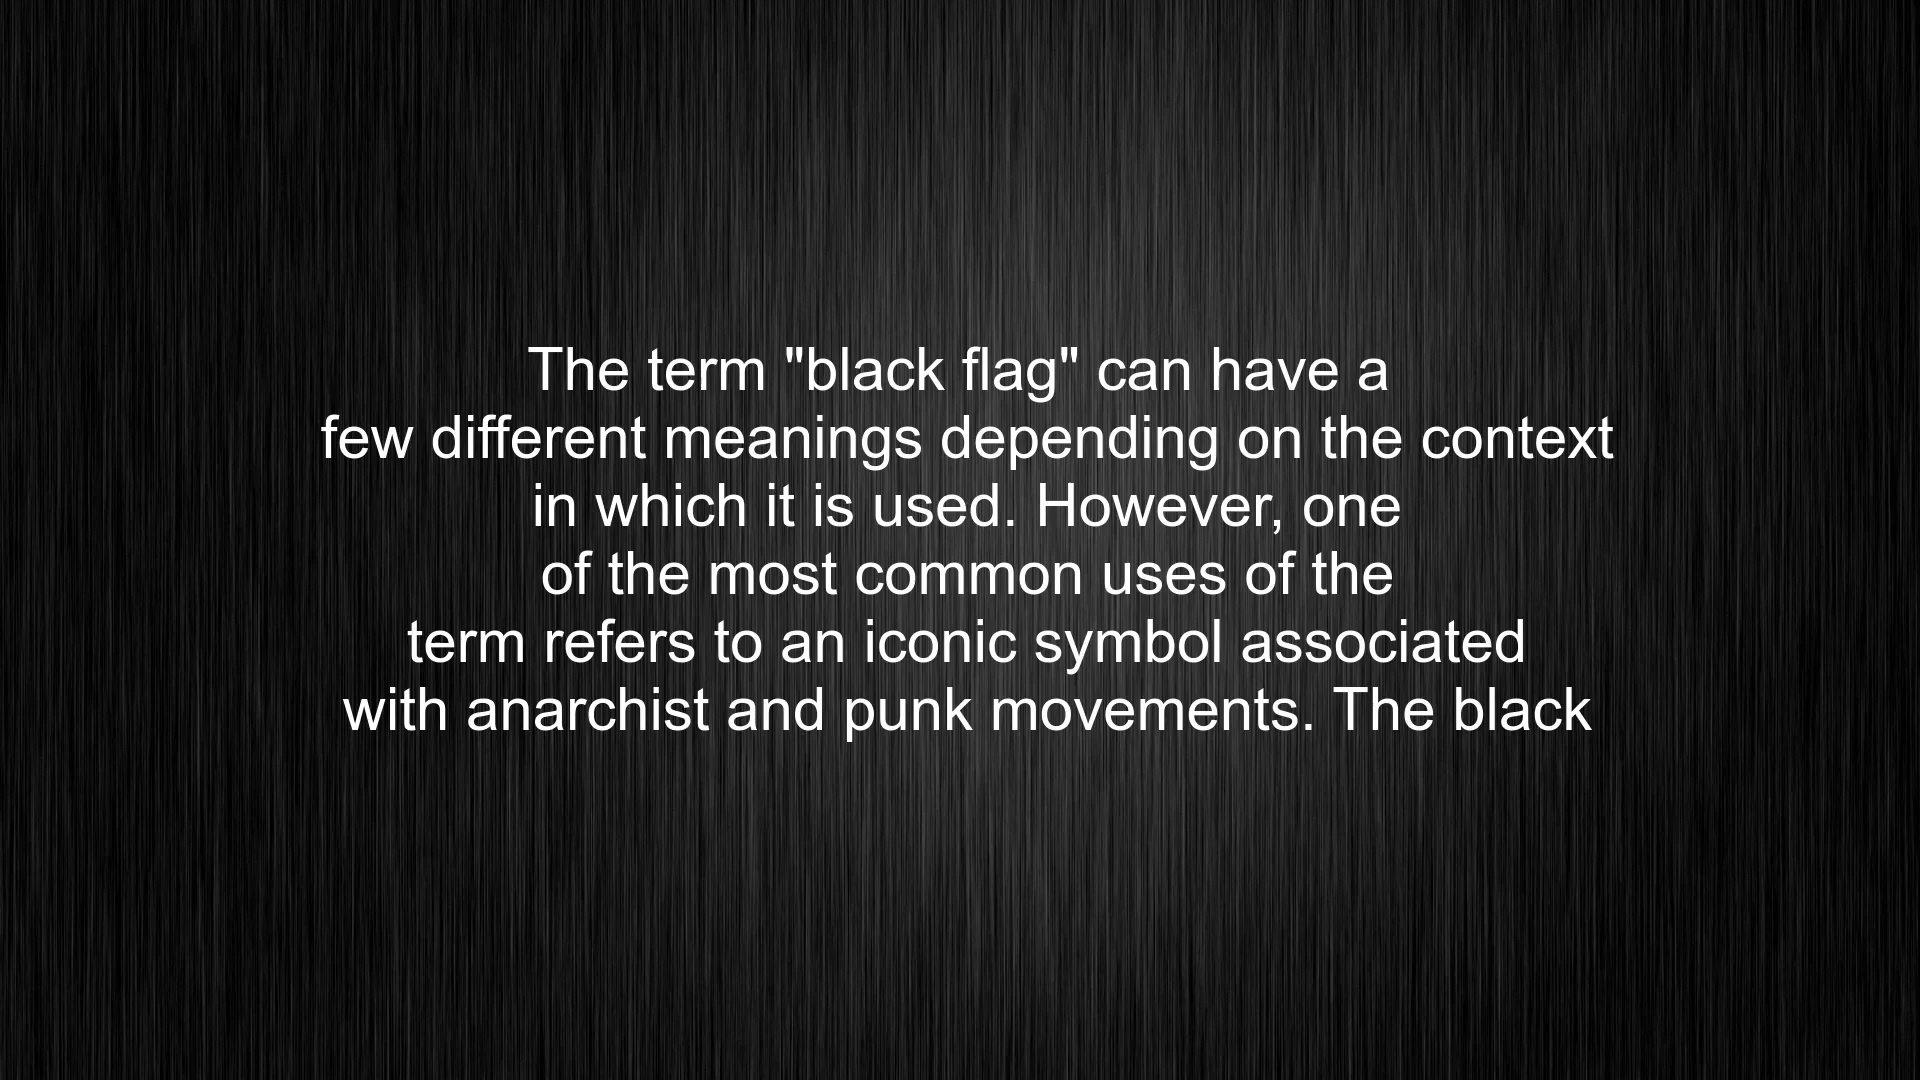 The term "black flag" can have a
few different meanings depending on the context
in which it is used. However, one
of the most common uses of the
term refers to an iconic symbol associated
with anarchist and punk movements. The black